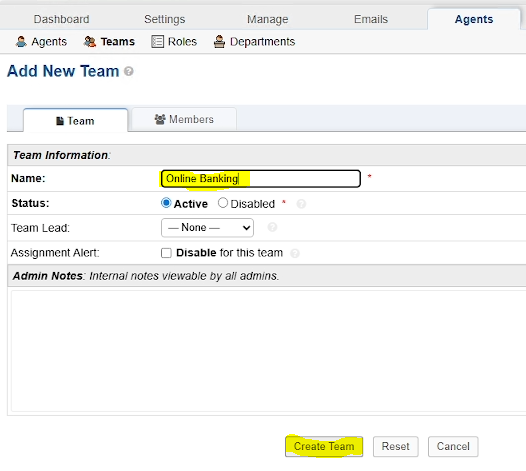 Dashboard Settings Manage Emails Agents
Agents Teams Roles Departments
Add New Team
Team Members
Team Information:
Name: Online Banking *
Status: Active Disabled *
Team Lead: — None —
Assignment Alert: Disable for this team
Admin Notes: Internal notes viewable by all admins.
Create Team Reset Cancel